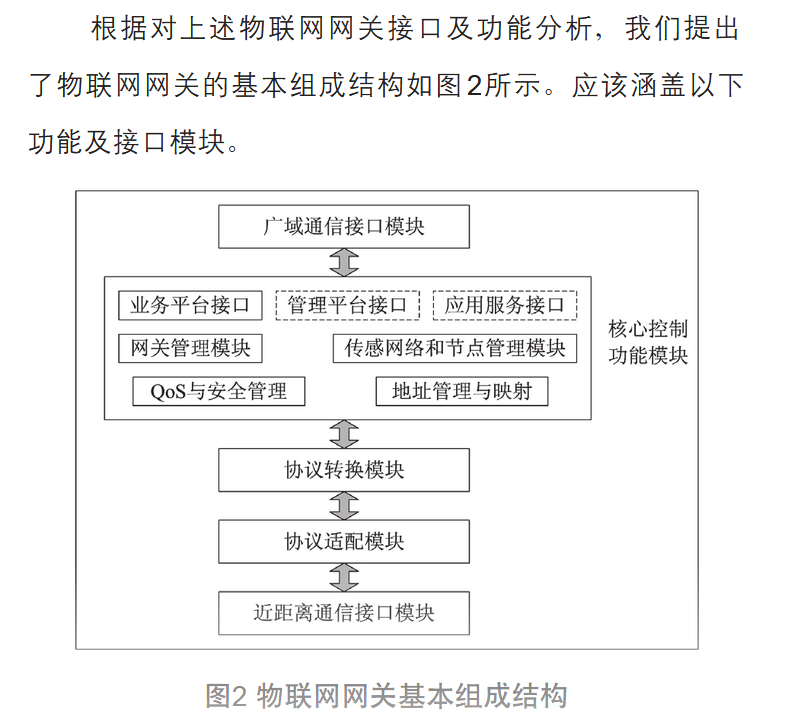 根据对上述物联网网关接口及功能分析，我们提出
了物联网网关的基本组成结构如图2所示。应该涵盖以下
功能及接口模块。
广域通信接口模块
业务平台接口
管理平台接口
应用服务接口
网关管理模块
传感网络和节点管理模块
QoS与安全管理
地址管理与映射
核心控制
功能模块
协议转换模块
协议适配模块
近距离通信接口模块
图2 物联网网关基本组成结构